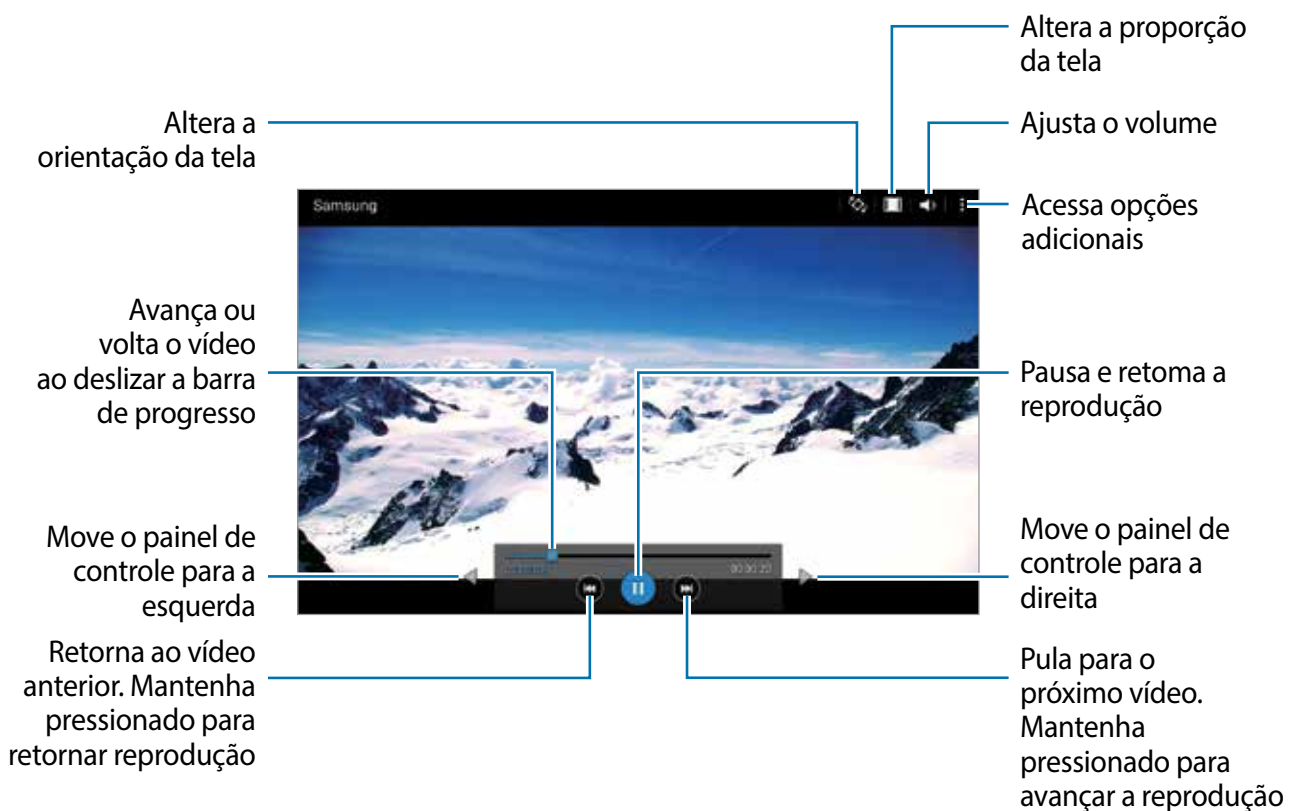 Altera a proporção
da tela
Altera a
orientação da tela
Ajusta o volume
Samsung
Acessa opções
adicionais
Avança ou
volta o vídeo
ao deslizar a barra
de progresso
Pausa e retoma a
reprodução
Move o painel de
controle para a
esquerda
Move o painel de
controle para a
direita
Retorna ao vídeo
anterior. Mantenha
pressionado para
retornar reprodução
Pula para o
próximo vídeo.
Mantenha
pressionado para
avançar a reprodução